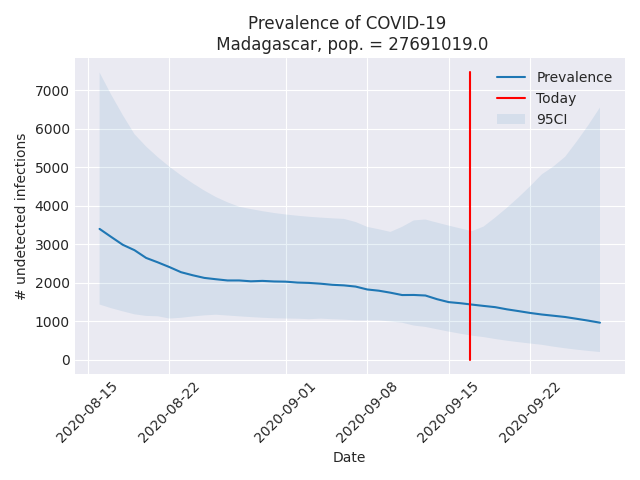 Prevalence of COVID-19
Madagascar, pop. = 27691019.0
Prevalence
Today
95CI
# undetected infections
7000
6000
5000
4000
3000
2000
1000
0
2020-08-15
2020-08-22
2020-09-01
2020-09-08
2020-09-15
2020-09-22
Date